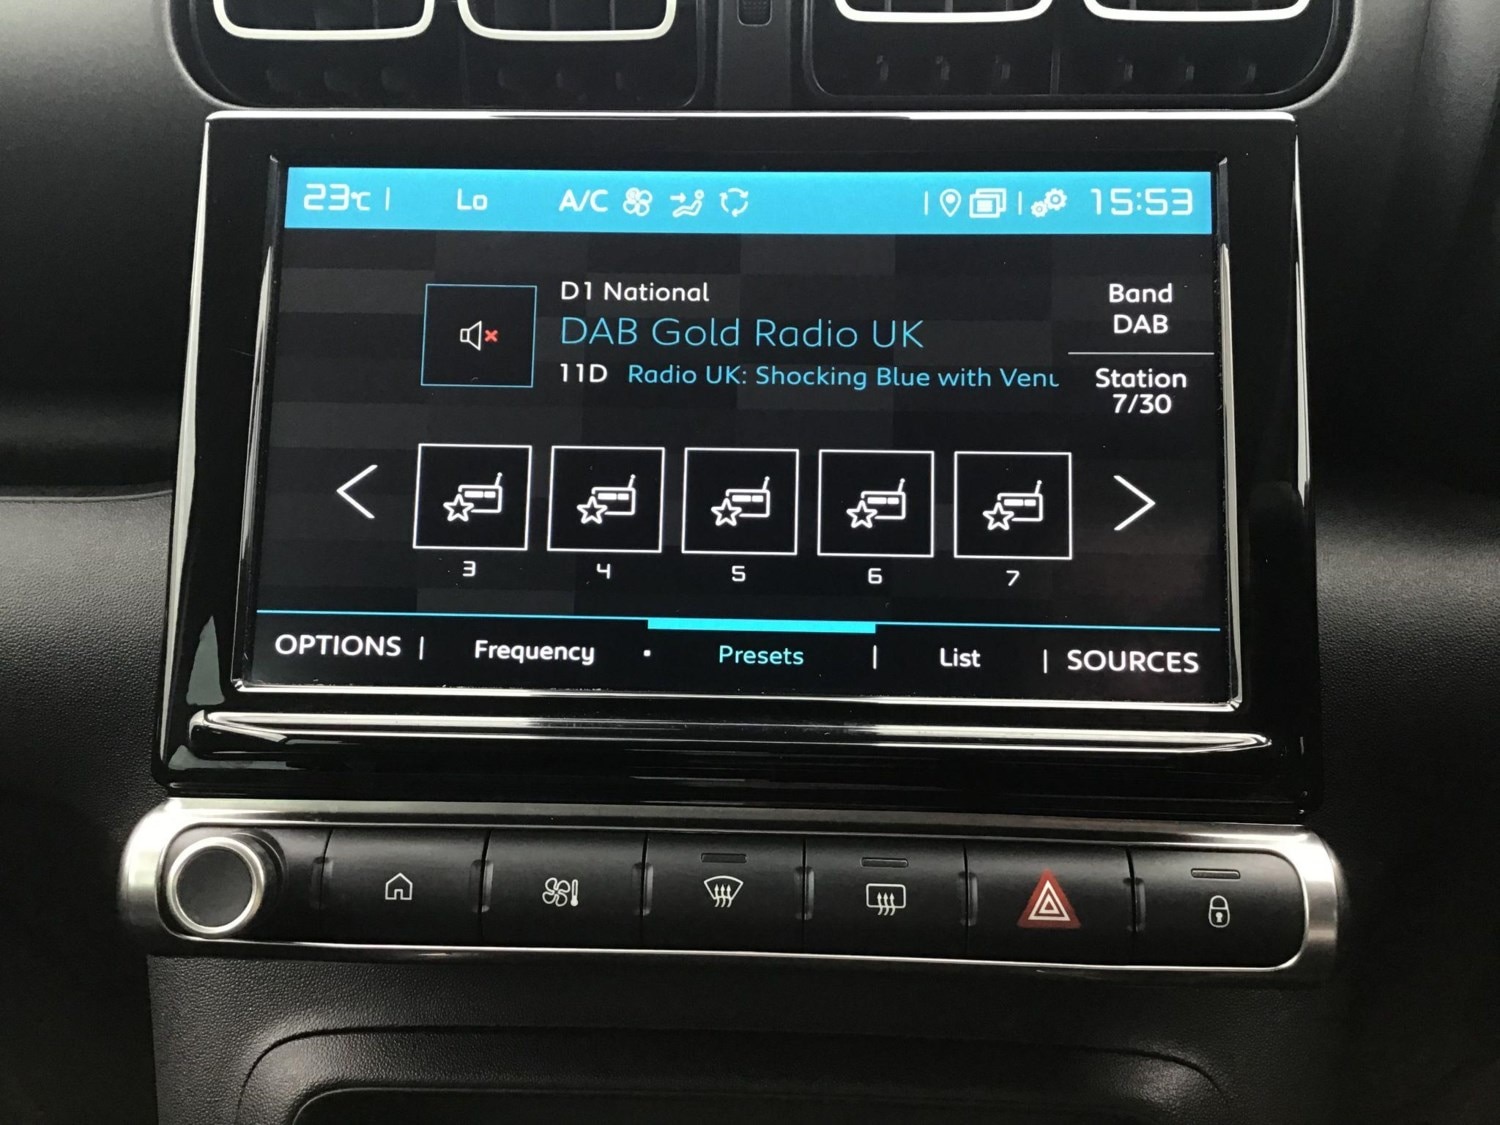 23°C | Lo A/C | | 15:53
D1 National
DAB Gold Radio UK
11D Radio UK: Shocking Blue with Venu
Band
DAB
Station
7/30
3 4 5 6 7
OPTIONS | Frequency · Presets | List | SOURCES